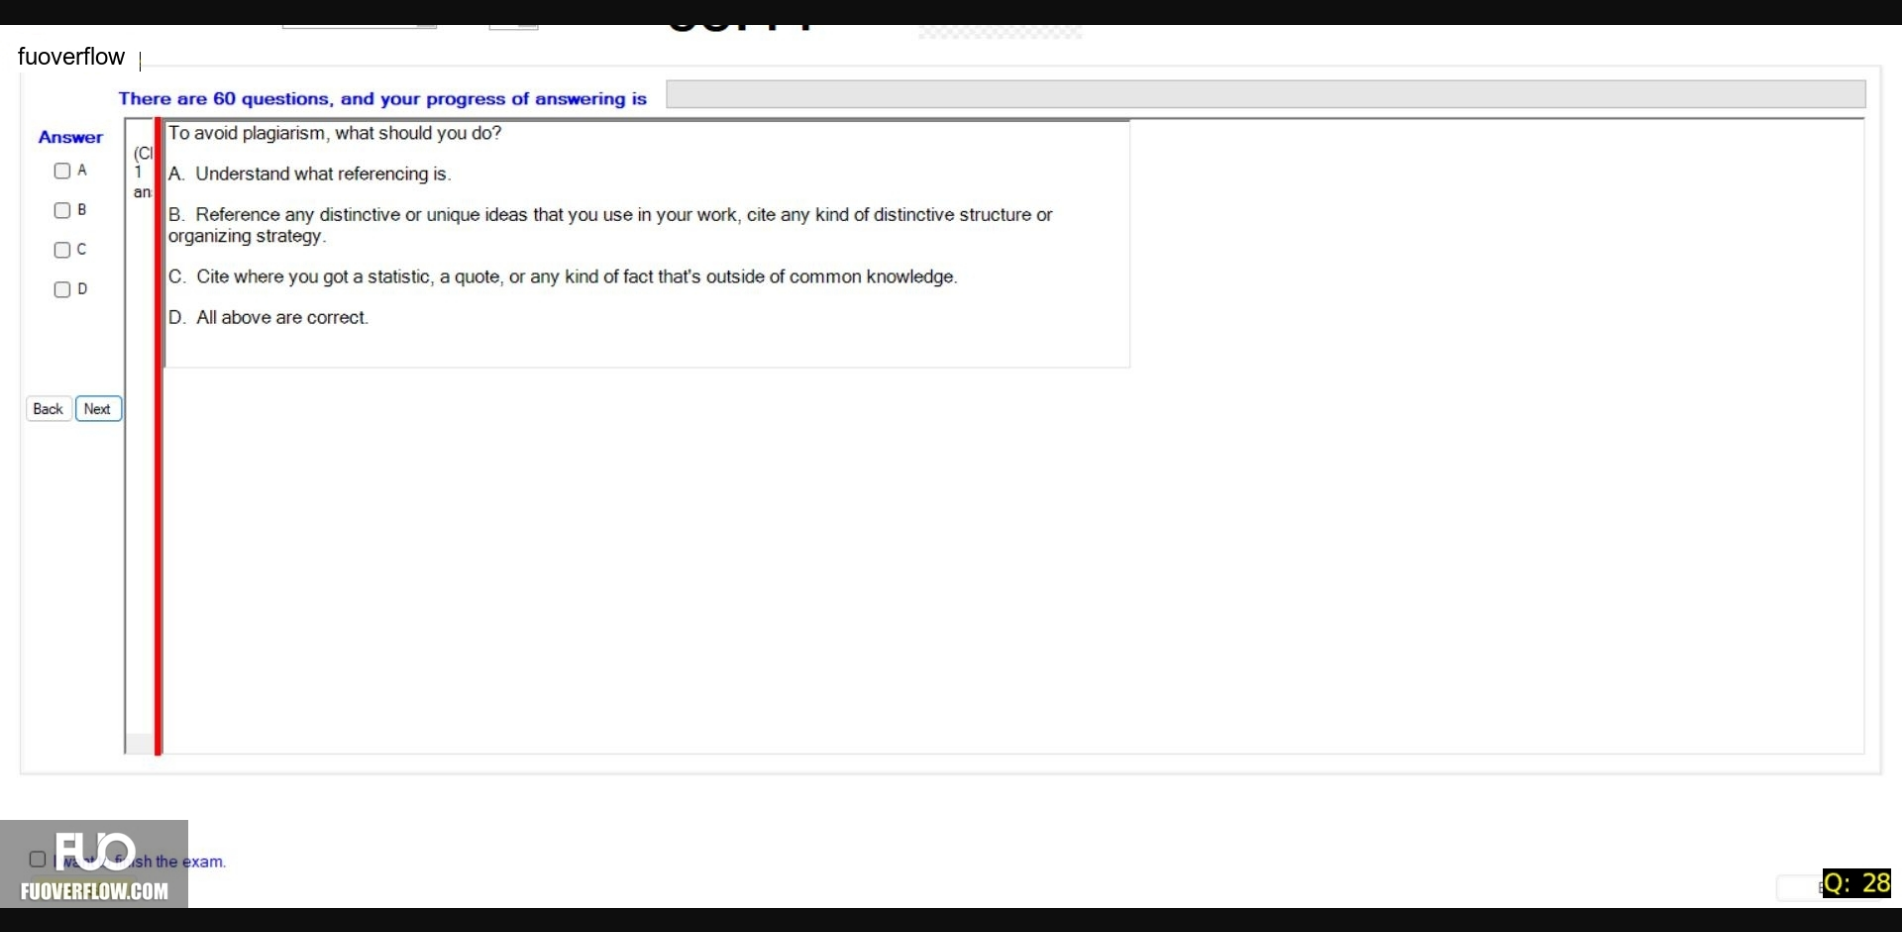 fuoverflow
There are 60 questions, and your progress of answering is
Answer
A
B
C
D
Back Next
(Cl
1
an
To avoid plagiarism, what should you do?
A. Understand what referencing is.
B. Reference any distinctive or unique ideas that you use in your work, cite any kind of distinctive structure or
organizing strategy.
C. Cite where you got a statistic, a quote, or any kind of fact that's outside of common knowledge.
D. All above are correct.
FUO
the exam.
FUOVERFLOW.COM
Q: 28